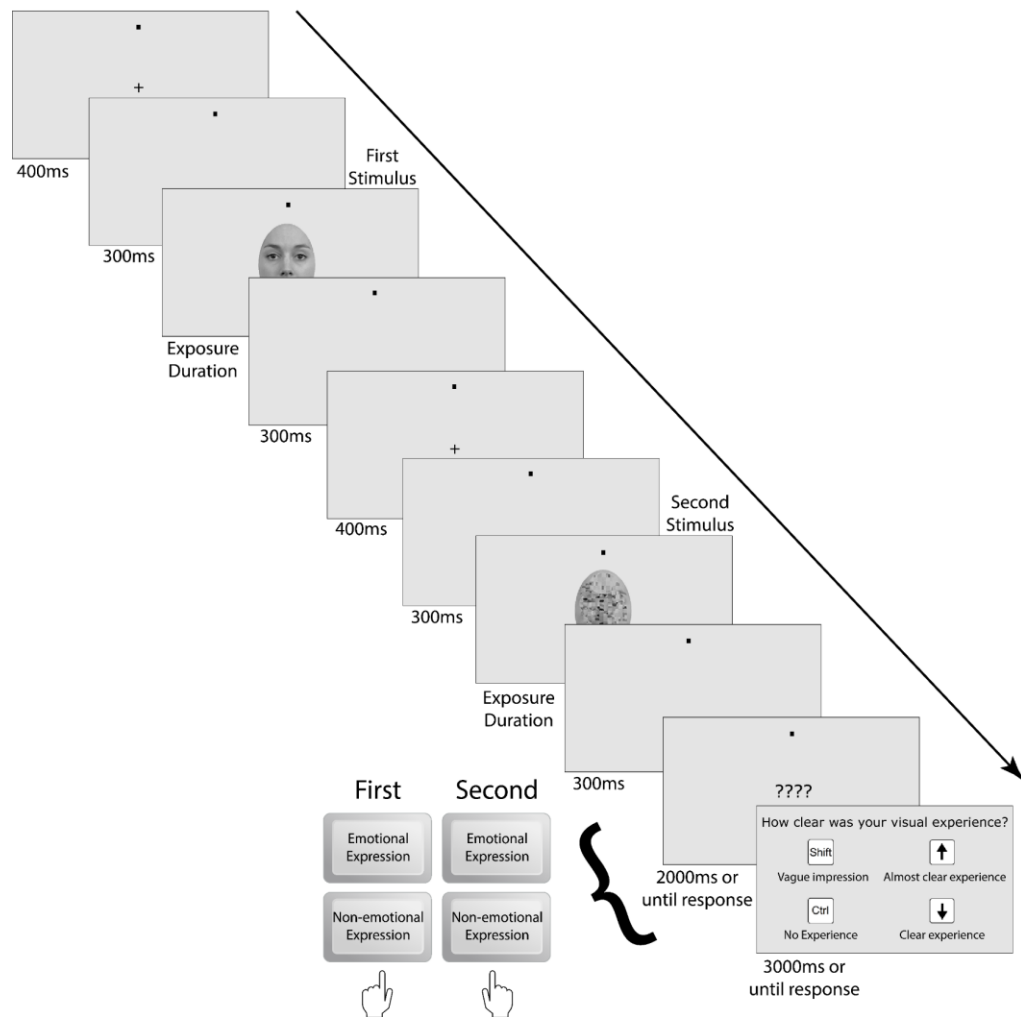 400ms
300ms
First
Stimulus
Exposure
Duration
300ms
400ms
300ms
Second
Stimulus
Exposure
Duration
300ms
????
2000ms or
until response
How clear was your visual experience?
Shift
Vague impression
Almost clear experience
Ctrl
No Experience
Clear experience
3000ms or
until response
First
Second
Emotional
Expression
Emotional
Expression
Non-emotional
Expression
Non-emotional
Expression